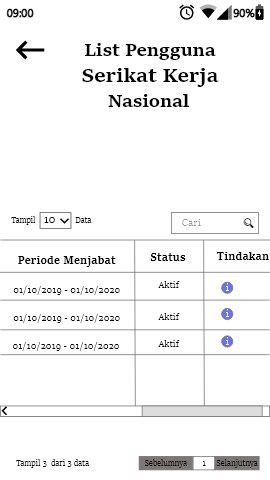 09:00
90%
List Pengguna
Serikat Kerja
Nasional
Tampil 10 Data
Cari
Periode Menjabat Status Tindakan
01/10/2019 - 01/10/2020 Aktif
01/10/2019 - 01/10/2020 Aktif
01/10/2019 - 01/10/2020 Aktif
Tampil 3 dari 3 data
Sebelumnya 1 Selanjutnya